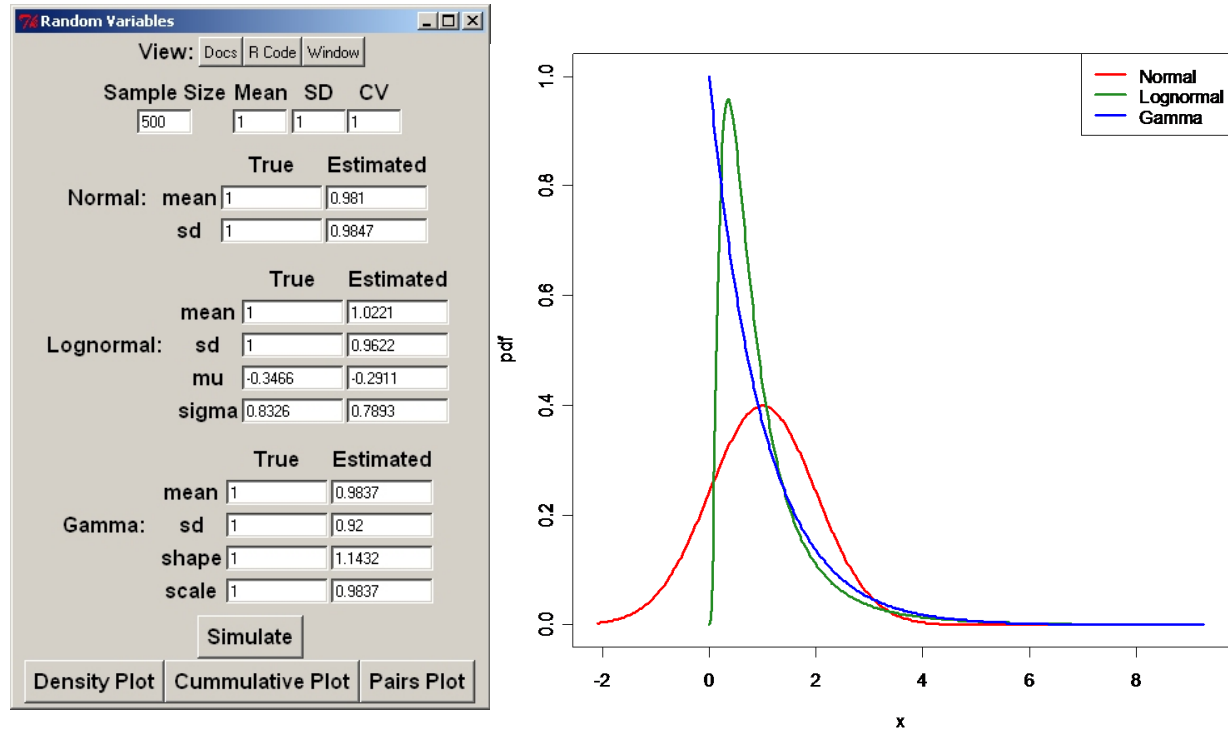 Random Variables
View: Docs R Code Window
Sample Size Mean SD CV
500 1 1 1
True Estimated
Normal: mean 1 0.981
sd 1 0.9847
True Estimated
mean 1 1.0221
Lognormal: sd 1 0.9622
mu -0.3466 -0.2911
sigma 0.8326 0.7893
True Estimated
mean 1 0.9837
Gamma: sd 1 0.92
shape 1 1.1432
scale 1 0.9837
Simulate
Density Plot Cummulative Plot Pairs Plot
Normal
Lognormal
Gamma
pdf
1.0
0.8
0.6
0.4
0.2
0.0
-2 0 2 4 6 8
x